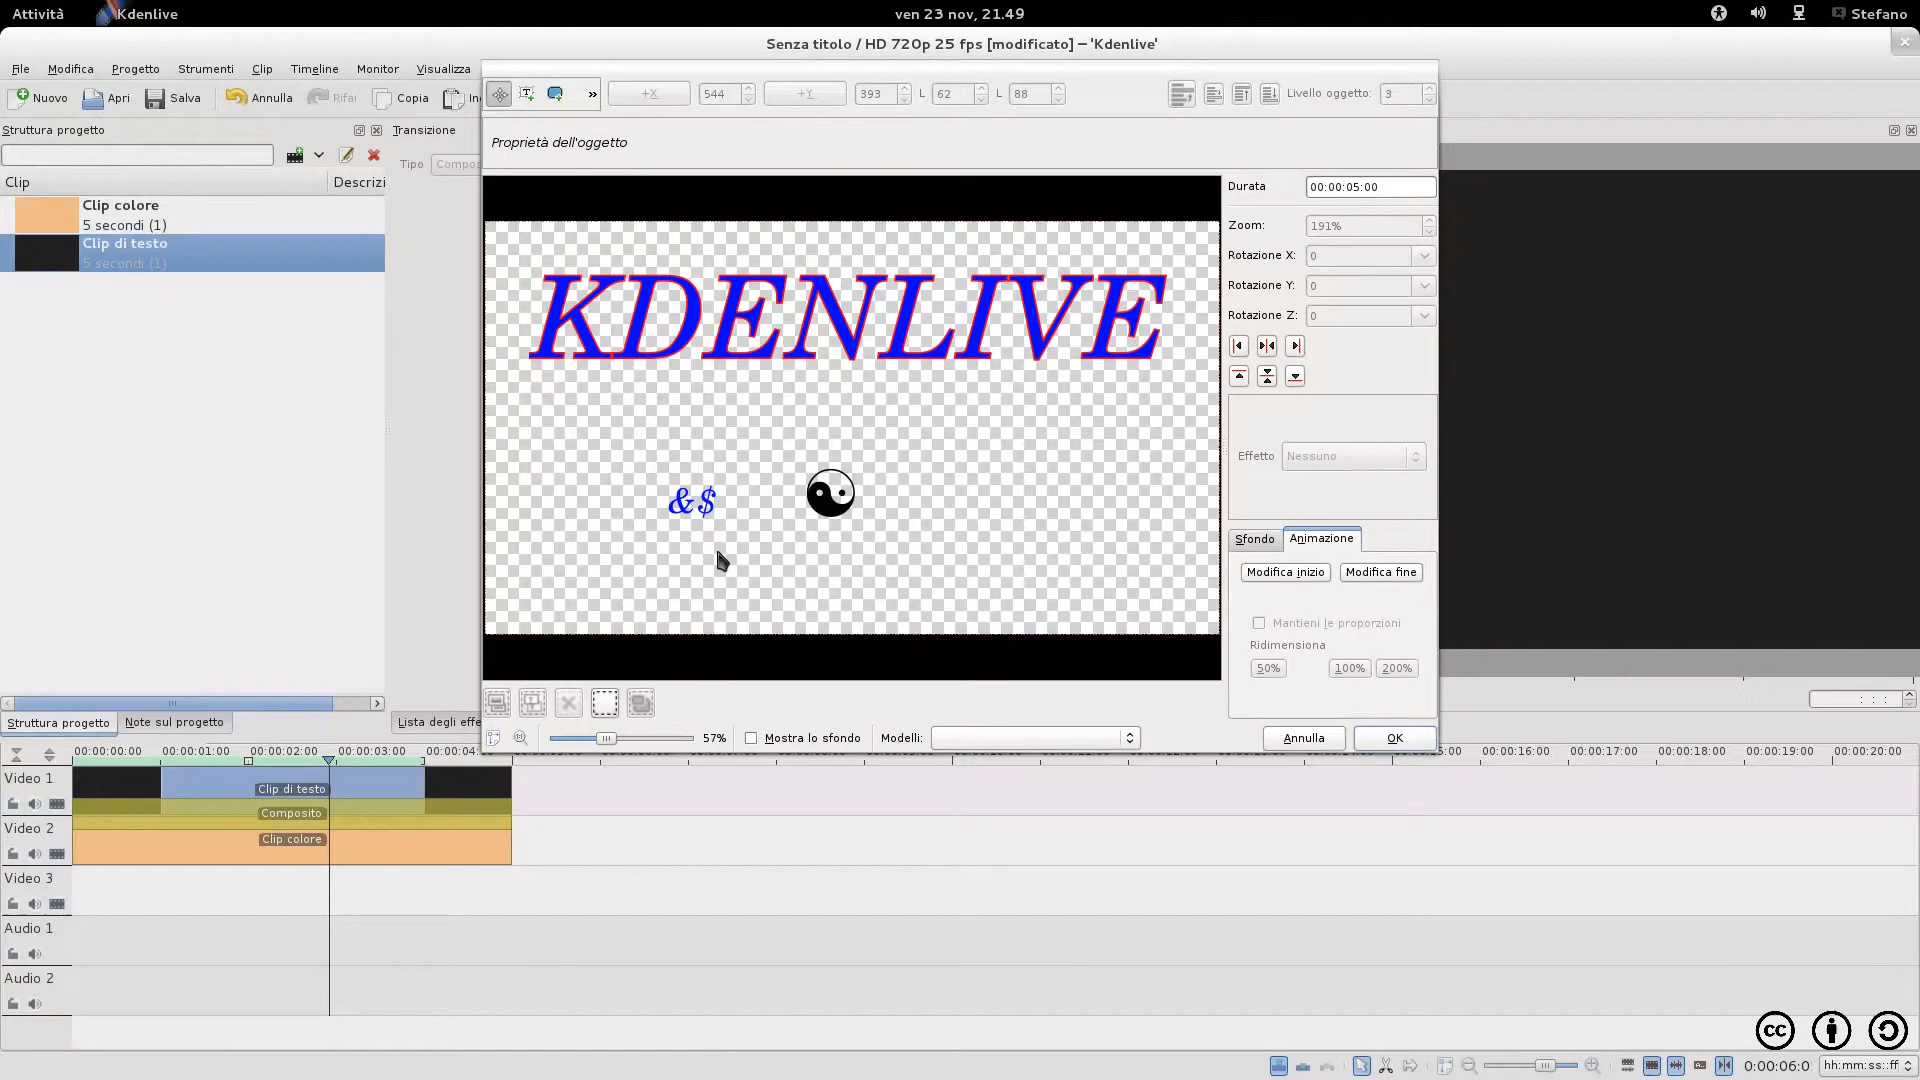 Attività
Kdenlive
ven 23 nov, 21.49
Stefano
Senza titolo / HD 720p 25 fps [modificato] – 'Kdenlive'
File Modifica Progetto Strumenti Clip Timeline Monitor Visualizza
Nuovo Apri Salva Annulla Rifai Copia
+X 544 +Y 393 L 62 L 88 Livello oggetto: 3
Struttura progetto
Transizione
Tipo
Proprietà dell'oggetto
Clip Descrizi
Clip colore
5 secondi (1)
Clip di testo
5 secondi (1)
KDENLIVE
&$
Durata 00:00:05:00
Zoom: 191%
Rotazione X: 0
Rotazione Y: 0
Rotazione Z: 0
Effetto Nessuno
Sfondo Animazione
Modifica inizio Modifica fine
Mantieni le proporzioni
Ridimensiona
50% 100% 200%
Struttura progetto Note sul progetto
Lista degli effe
57% Mostra lo sfondo Modelli: Annulla OK
: : :
00:00:00:00 00:00:01:00 00:00:02:00 00:00:03:00 00:00:04: 00:00:16:00 00:00:17:00 00:00:18:00 00:00:19:00 00:00:20:00
Video 1
Clip di testo
Composito
Video 2
Clip colore
Video 3
Audio 1
Audio 2
cc
0:00:06:0 hh:mm:ss::ff